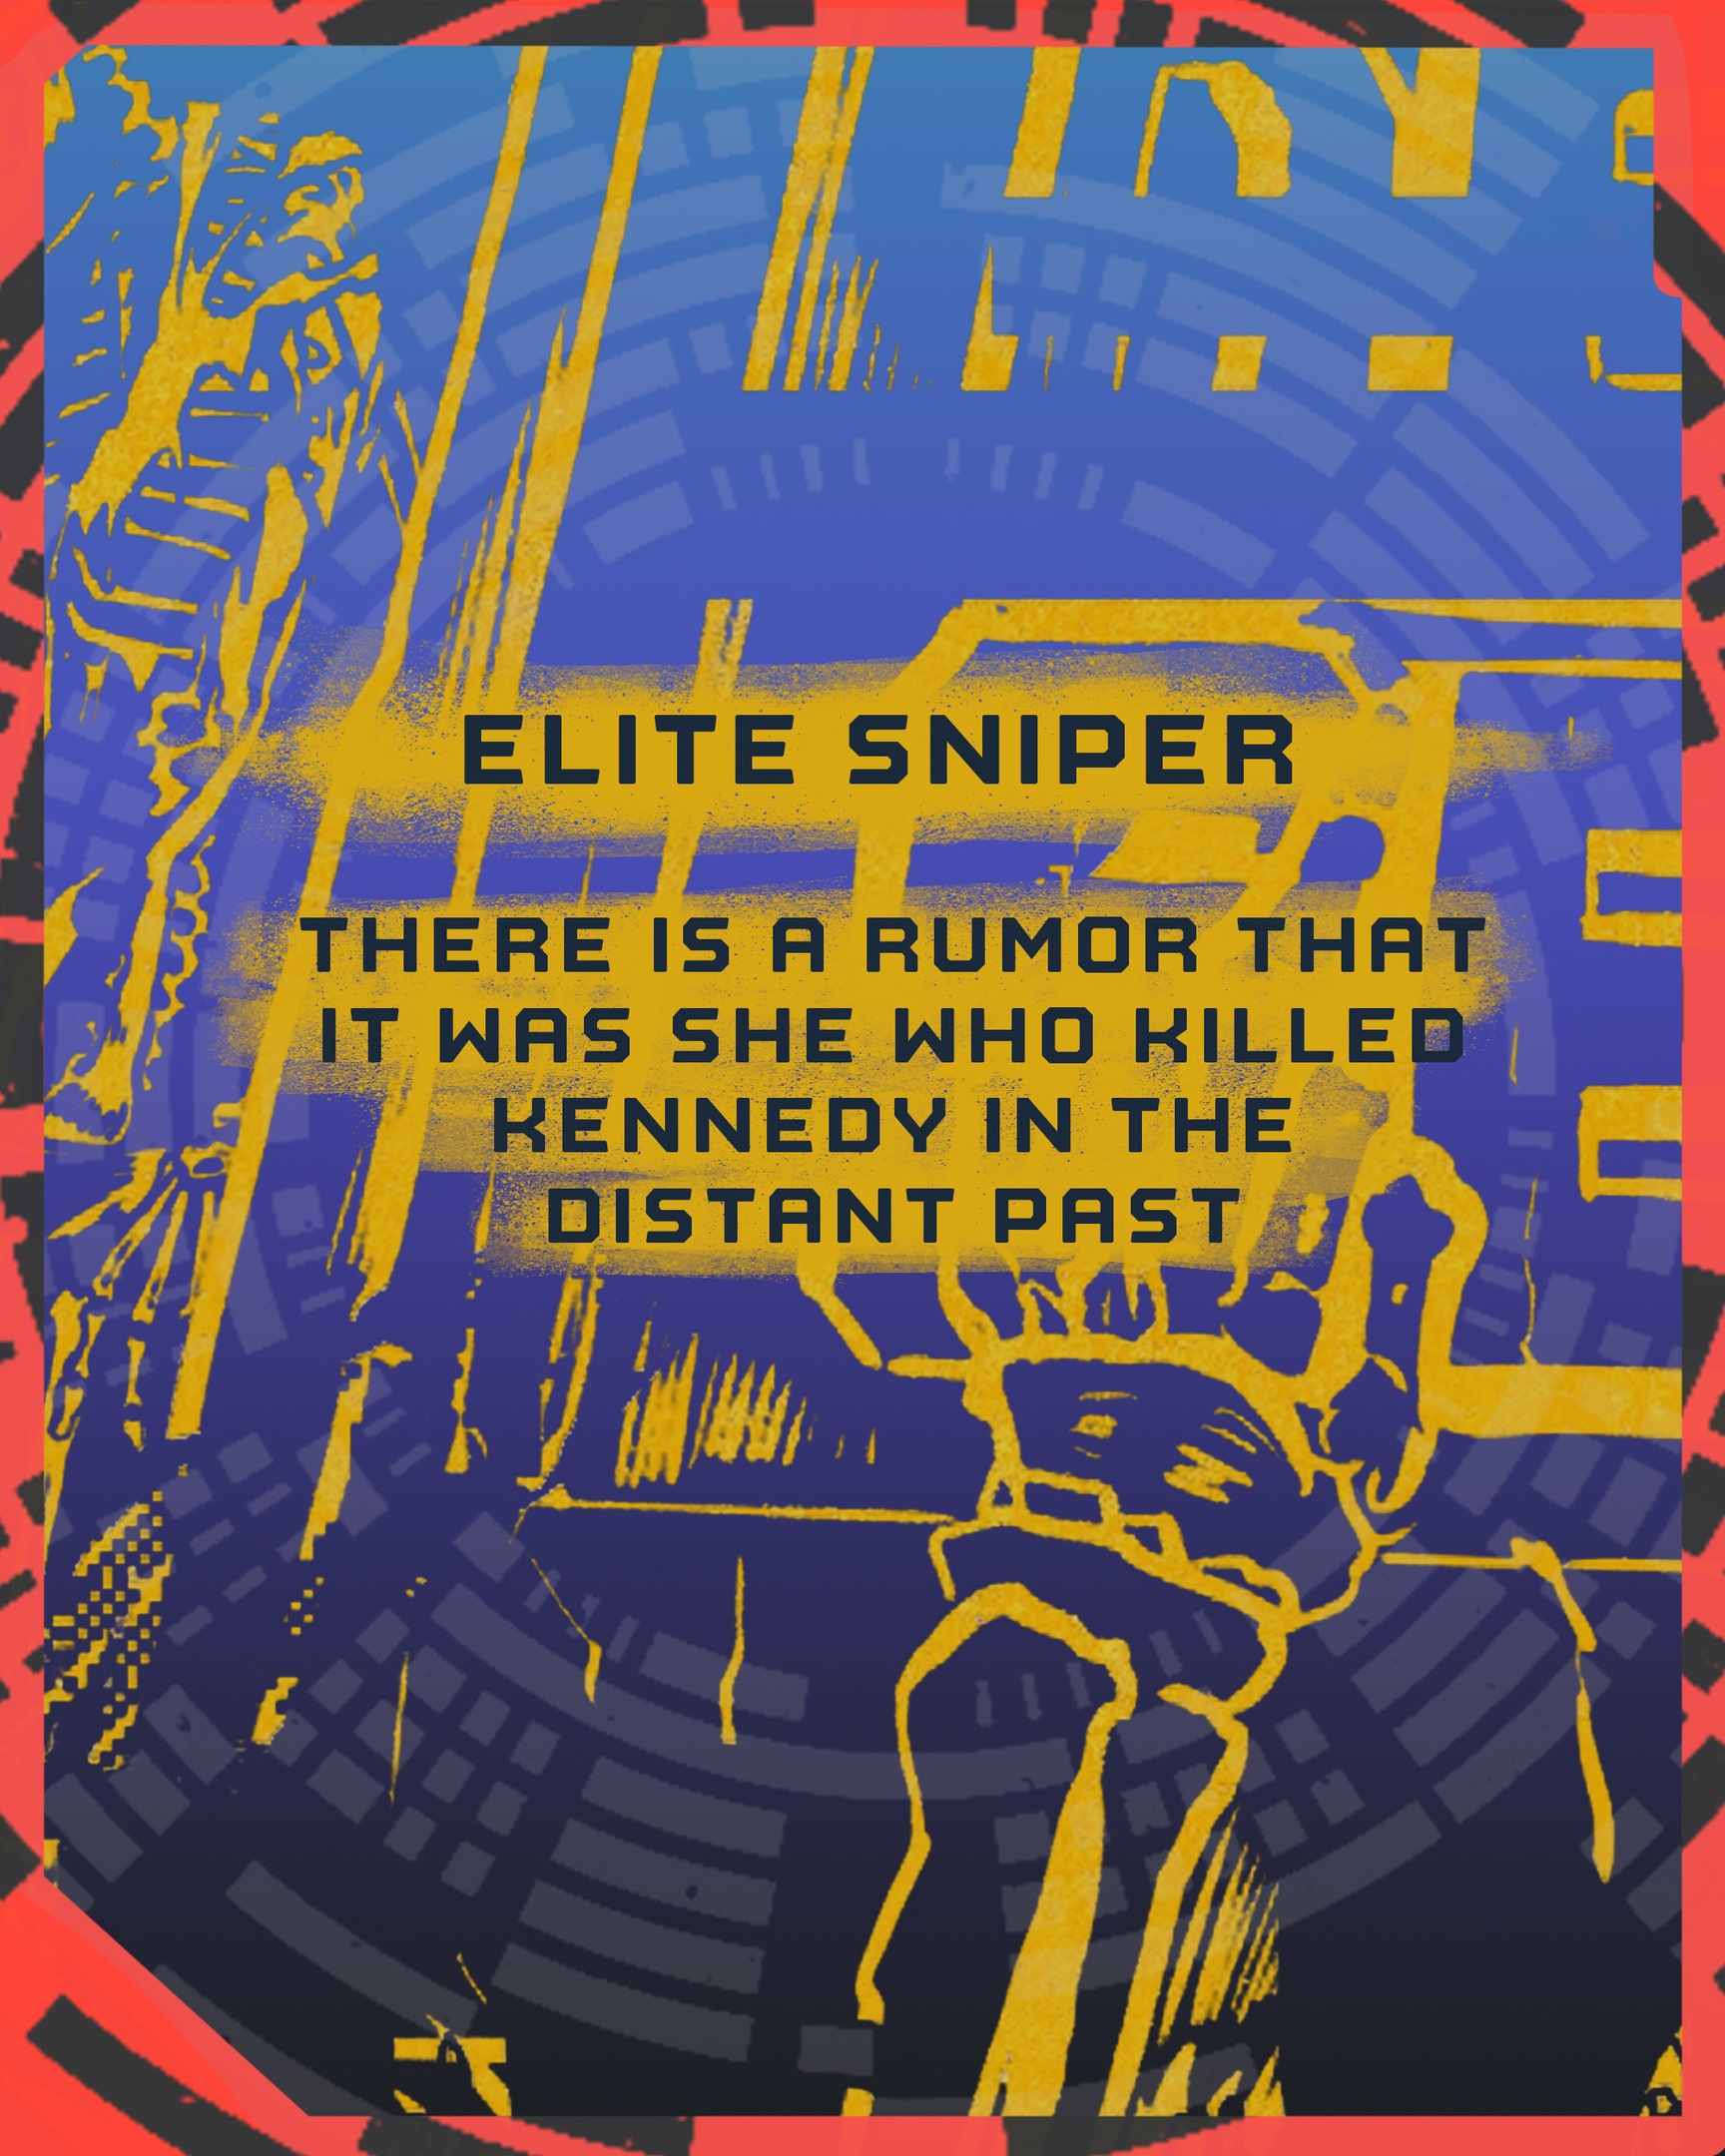 ELITE SNIPER
THERE IS A RUMOR THAT
IT WAS SHE WHO KILLED
KENNEDY IN THE
DISTANT PAST